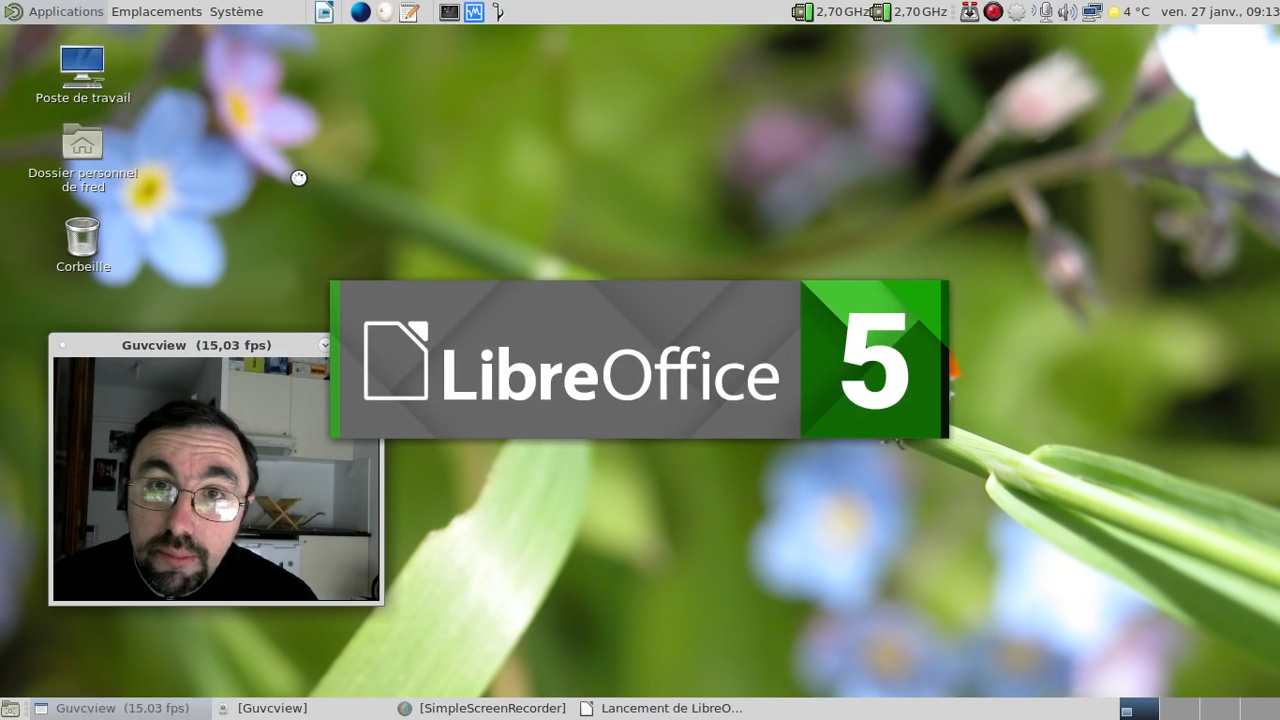 Applications Emplacements Système 2,70 GHz 2,70 GHz 4 °C ven. 27 janv., 09:13
Poste de travail
Dossier personnel
de fred
Corbeille
Guvcview (15,03 fps)
LibreOffice 5
Guvcview (15,03 fps) [Guvcview] [SimpleScreenRecorder] Lancement de LibreO...